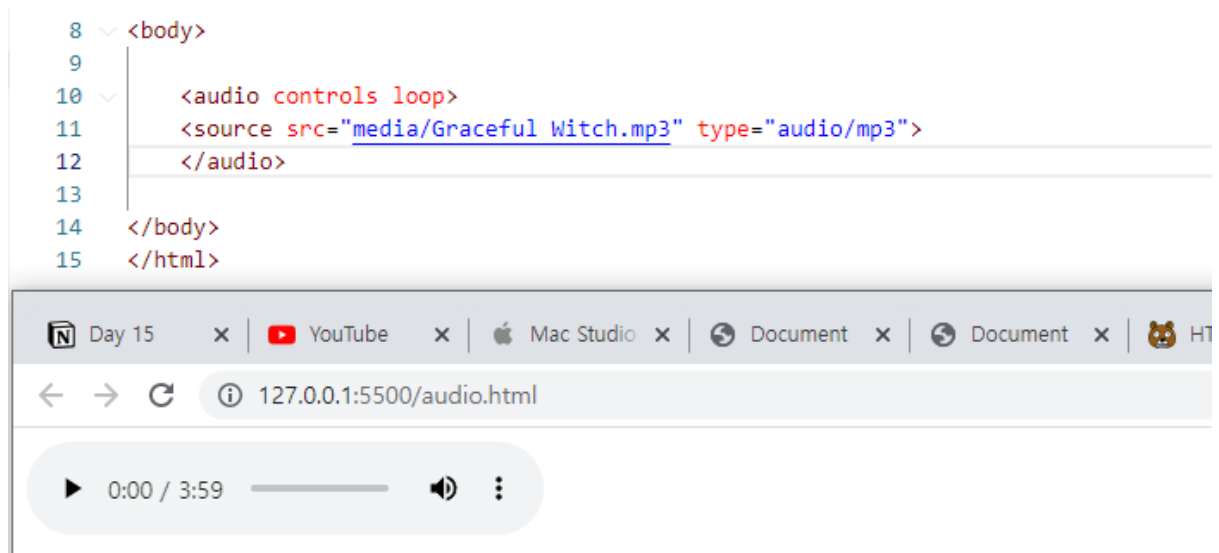 8 <body>
9
10 <audio controls loop>
11 <source src="media/Graceful Witch.mp3" type="audio/mp3">
12 </audio>
13
14 </body>
15 </html>
N Day 15 YouTube Mac Studio Document Document HT
127.0.0.1:5500/audio.html
0:00 / 3:59